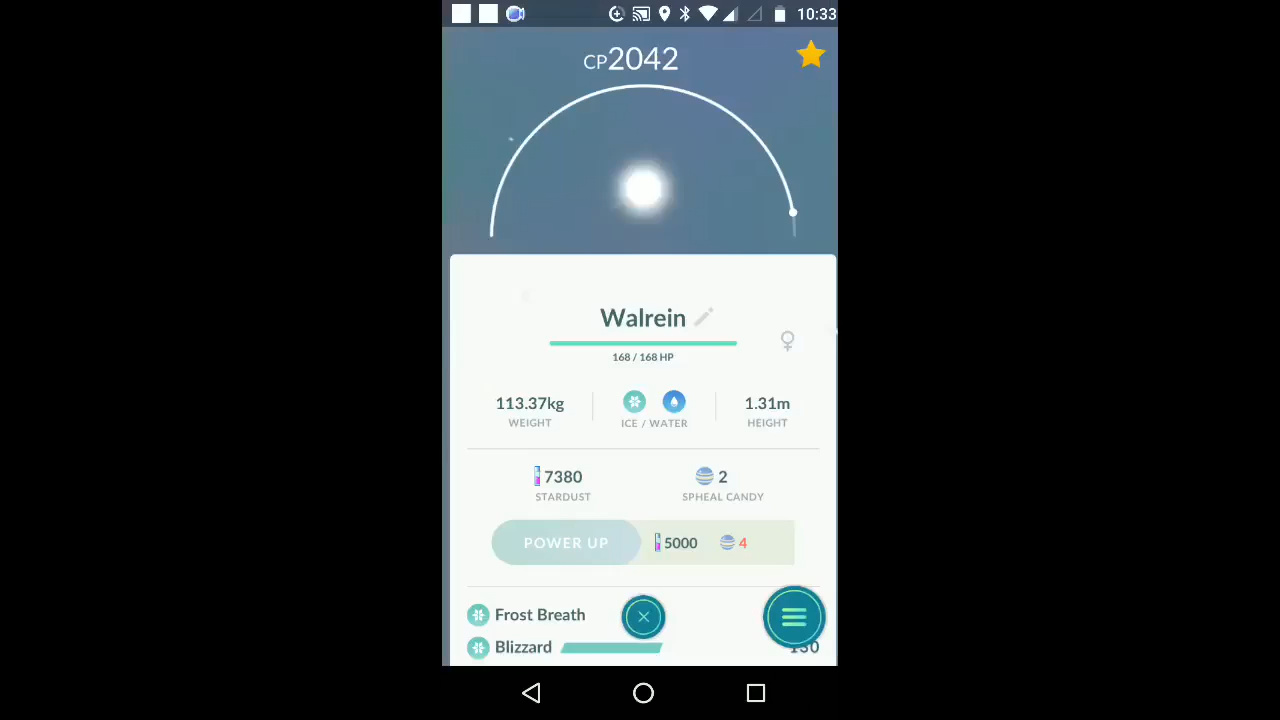 10:33
CP2042
Walrein
168 / 168 HP
113.37kg
WEIGHT
ICE / WATER
1.31m
HEIGHT
7380
STARDUST
2
SPHEAL CANDY
POWER UP
5000
4
Frost Breath
Blizzard
130